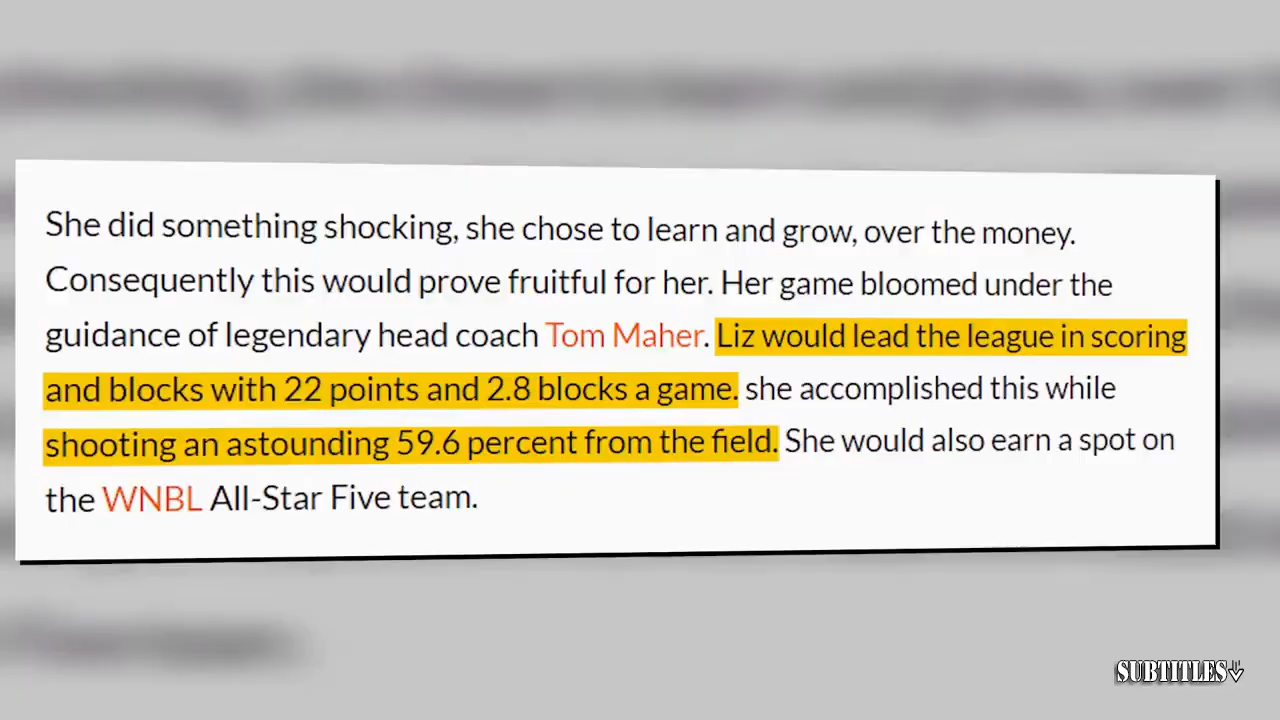 She did something shocking, she chose to learn and grow, over the money.
Consequently this would prove fruitful for her. Her game bloomed under the
guidance of legendary head coach Tom Maher. Liz would lead the league in scoring
and blocks with 22 points and 2.8 blocks a game. she accomplished this while
shooting an astounding 59.6 percent from the field. She would also earn a spot on
the WNBL All-Star Five team.
SUBTITLES